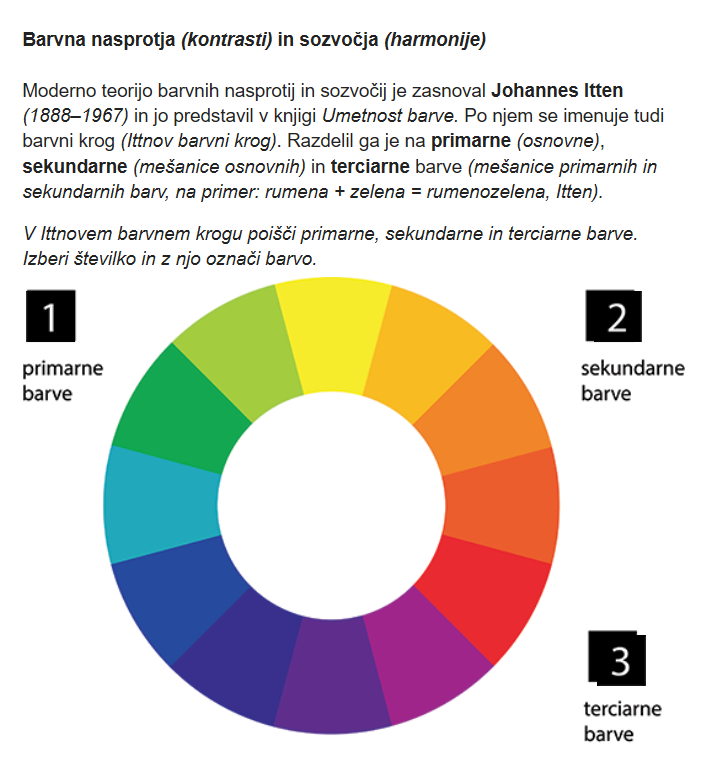 Barvna nasprotja (kontrasti) in sozvočja (harmonije)
Moderno teorijo barvnih nasprotij in sozvočij je zasnoval Johannes Itten
(1888–1967) in jo predstavil v knjigi Umetnost barve. Po njem se imenuje tudi
barvni krog (Ittnov barvni krog). Razdelil ga je na primarne (osnovne),
sekundarne (mešanice osnovnih) in terciarne barve (mešanice primarnih in
sekundarnih barv, na primer: rumena + zelena = rumenozelena, Itten).
V Ittnovem barvnem krogu poišči primarne, sekundarne in terciarne barve.
Izberi številko in z njo označi barvo.
1
primarne
barve
2
sekundarne
barve
3
terciarne
barve